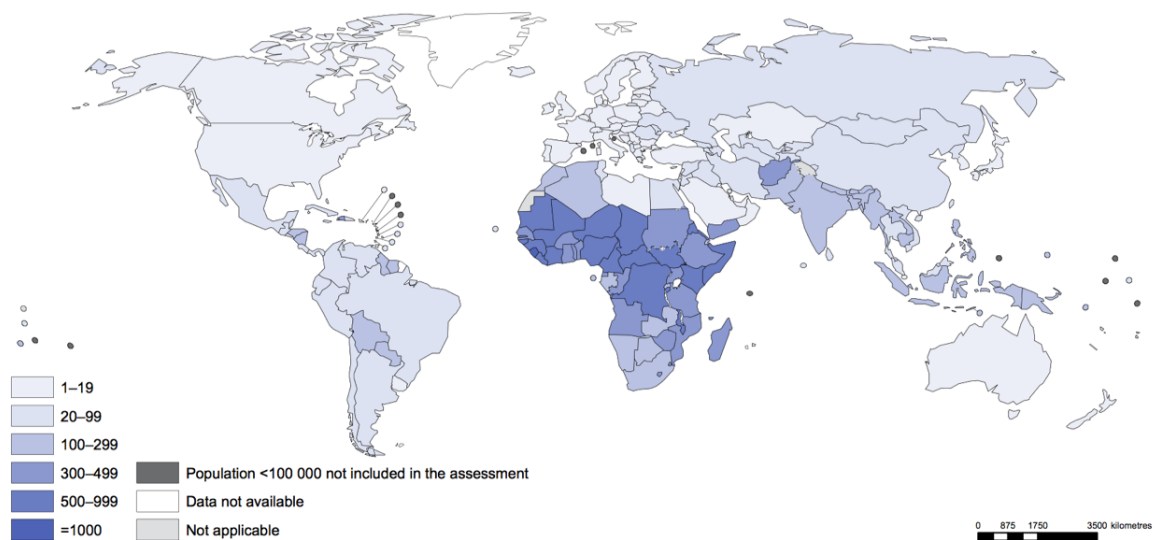 1–19
20–99
100–299
300–499
500–999
=1000
Population <100 000 not included in the assessment
Data not available
Not applicable
0 875 1750 3500 kilometres